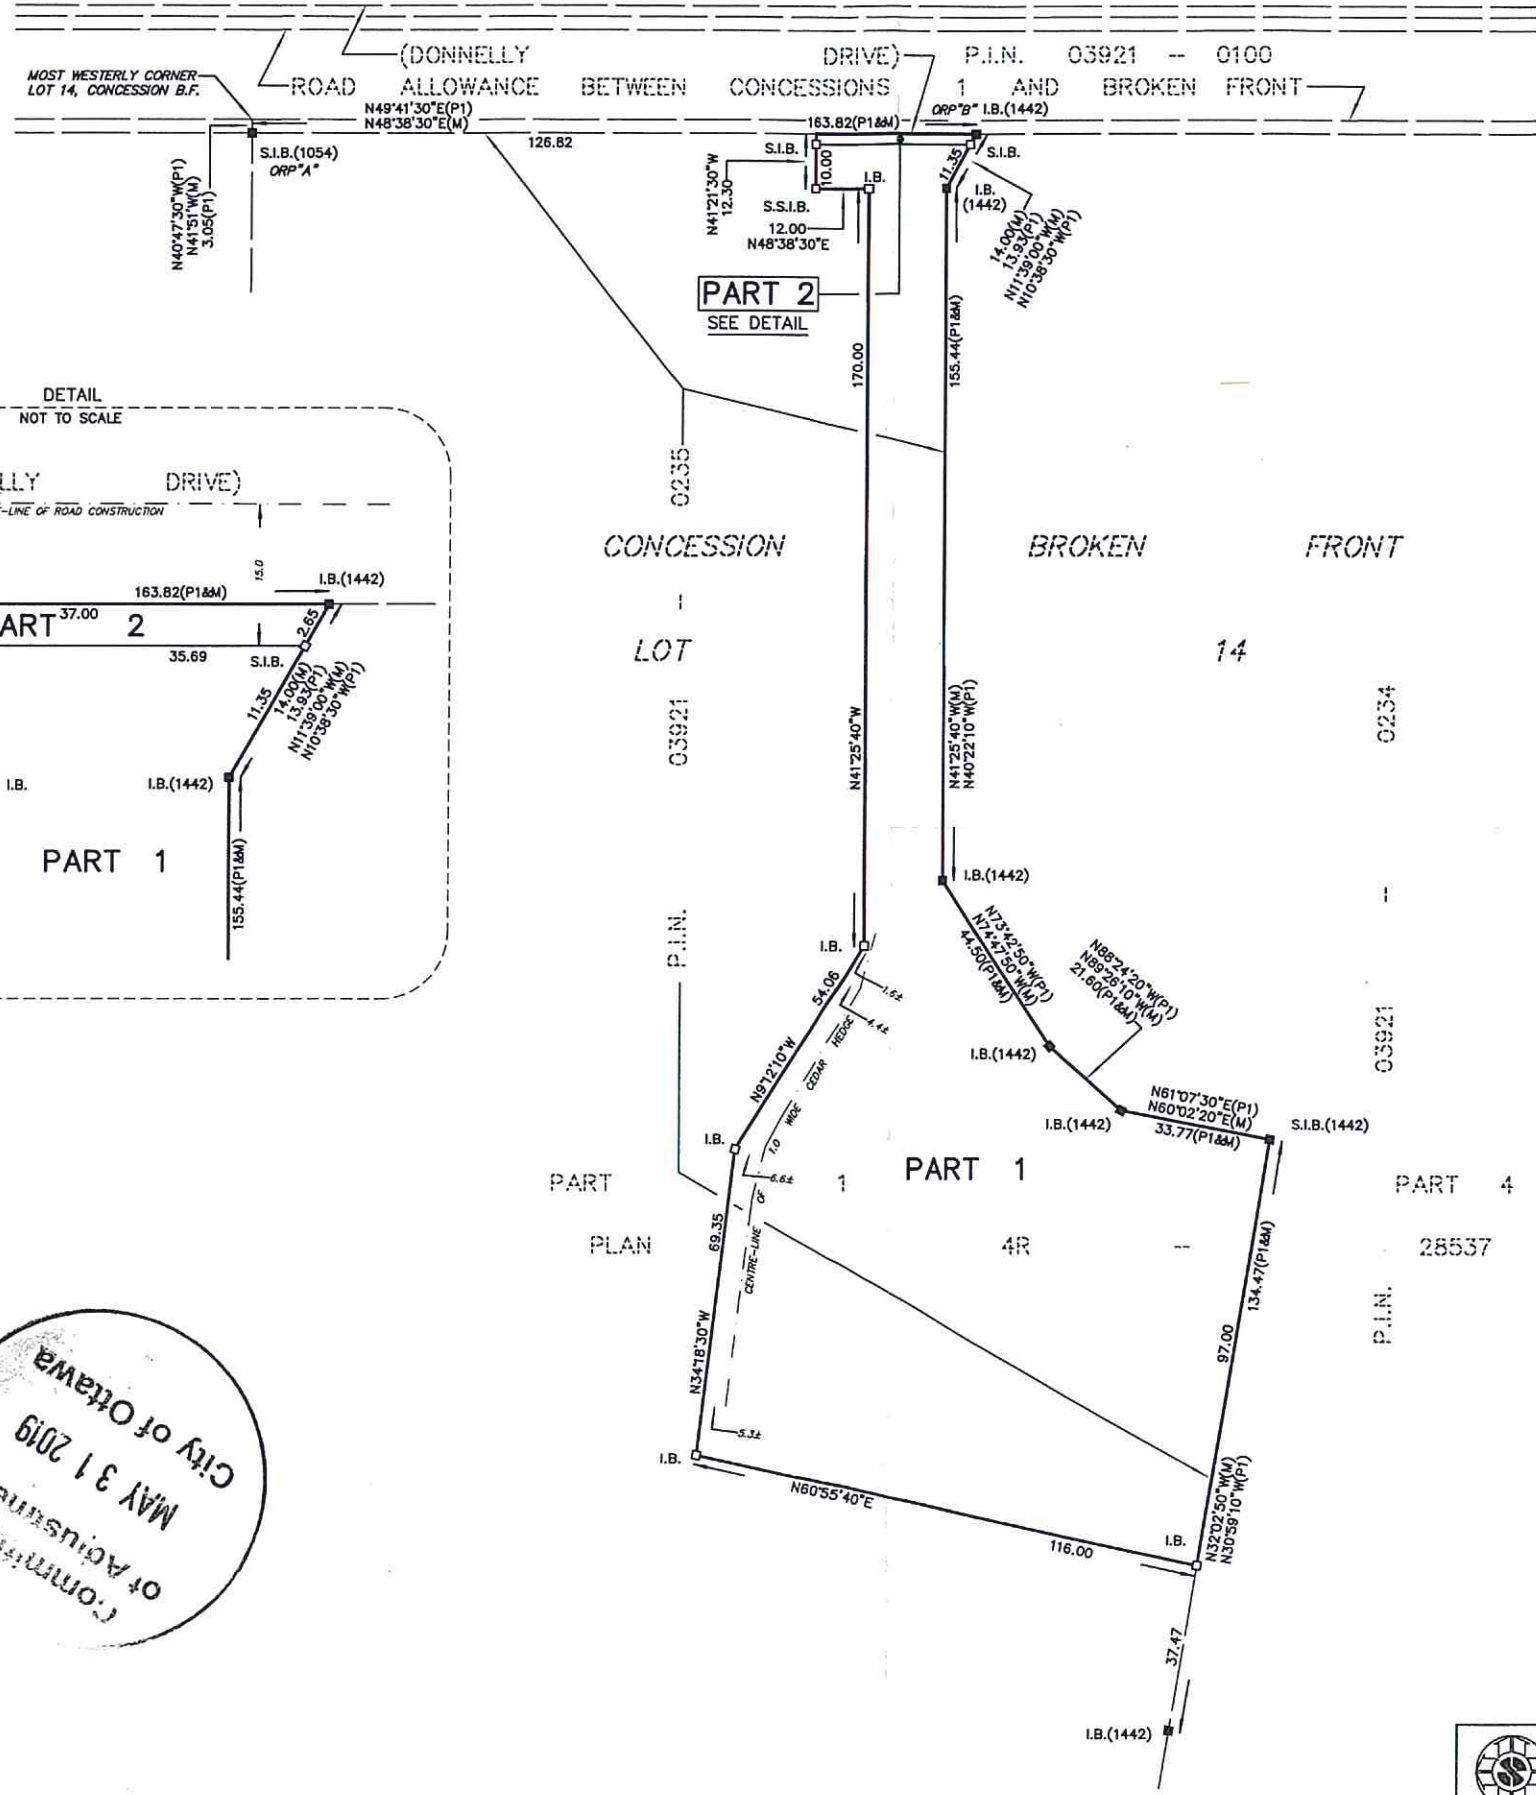 (DONNELLY DRIVE) P.I.N. 03921 -- 0100
ROAD ALLOWANCE BETWEEN CONCESSIONS 1 AND BROKEN FRONT
MOST WESTERLY CORNER
LOT 14, CONCESSION B.F.
N49°41'30"E(P1)
N48°38'30"E(M)
126.82
163.82(P1&M)
ORP"B" I.B.(1442)
S.I.B.(1054)
ORP"A"
N40°47'30"W(P1)
N41°51'W(M)
3.05(P1)
S.I.B.
10.00
N41°21'30"W
12.30
I.B.
S.S.I.B.
12.00
N48°38'30"E
11.35
S.I.B.
I.B.
(1442)
14.00(M)
13.93(P1)
N11°39'00"W(M)
N10°38'30"W(P1)
PART 2
SEE DETAIL
170.00
155.44(P1&M)
DETAIL
NOT TO SCALE
LLY DRIVE)
-LINE OF ROAD CONSTRUCTION
15.0
163.82(P1&M)
I.B.(1442)
37.00
ART 2
2.65
35.69
S.I.B.
11.35
14.00(M)
13.93(P1)
N11°39'00"W(M)
N10°38'30"W(P1)
I.B.
I.B.(1442)
PART 1
155.44(P1&M)
P.I.N. 03921 -- 0235
CONCESSION BROKEN FRONT
LOT 14
N41°25'40"W
N41°25'40"W(M)
N40°22'10"W(P1)
P.I.N. 03921 -- 0234
I.B.(1442)
I.B.
54.06
N9°12'10"W
1.6±
4.4±
CENTRE-LINE OF 1.0 WIDE CEDAR HEDGE
N73°42'50"W(P1)
N74°47'50"W(M)
44.50(P1&M)
N88°24'20"W(P1)
N89°26'10"W(M)
21.60(P1&M)
I.B.(1442)
I.B.(1442)
N61°07'30"E(P1)
N60°02'20"E(M)
33.77(P1&M)
S.I.B.(1442)
I.B.
6.6±
PART 1
PART 1 PART 4
PLAN 4R -- 28537
69.35
N34°18'30"W
134.47(P1&M)
97.00
5.3±
I.B.
N60°55'40"E
116.00
I.B.
N32°02'50"W(M)
N30°59'10"W(P1)
37.47
I.B.(1442)
of
MAY 31 2019
City of Ottawa